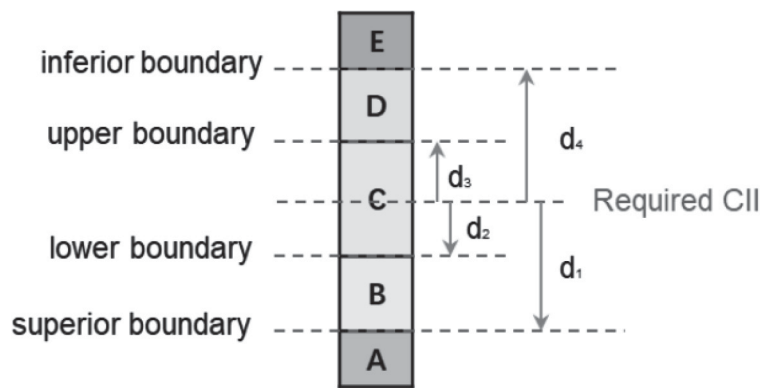 E
inferior boundary
D
upper boundary
d₄
d₃
C
Required CII
d₂
lower boundary
d₁
B
superior boundary
A